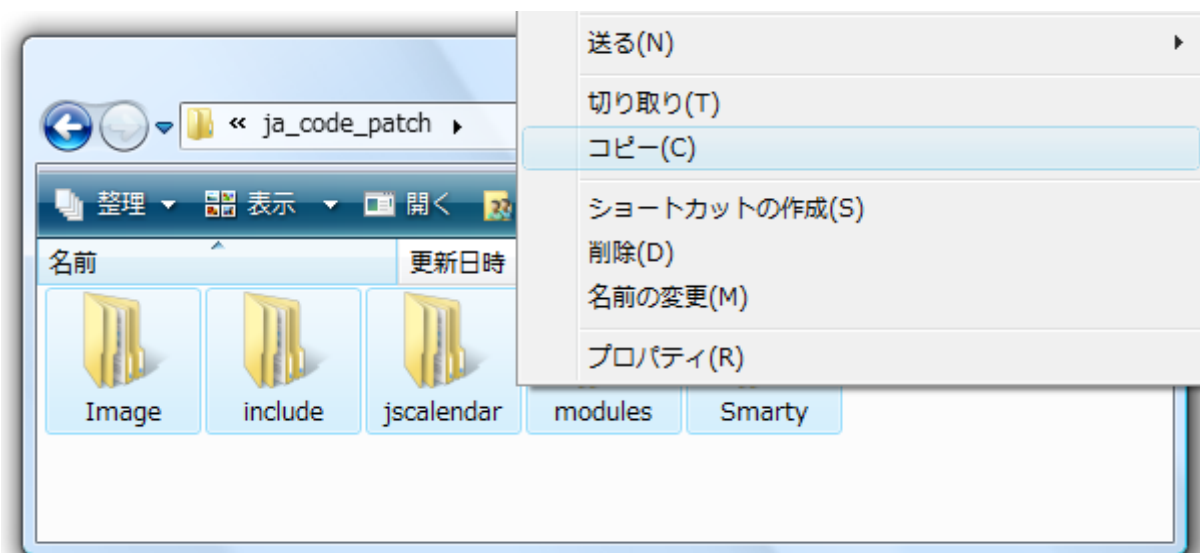 « ja_code_patch
整理
表示
開く
名前
更新日時
Image
include
jscalendar
modules
Smarty
送る(N)
切り取り(T)
コピー(C)
ショートカットの作成(S)
削除(D)
名前の変更(M)
プロパティ(R)